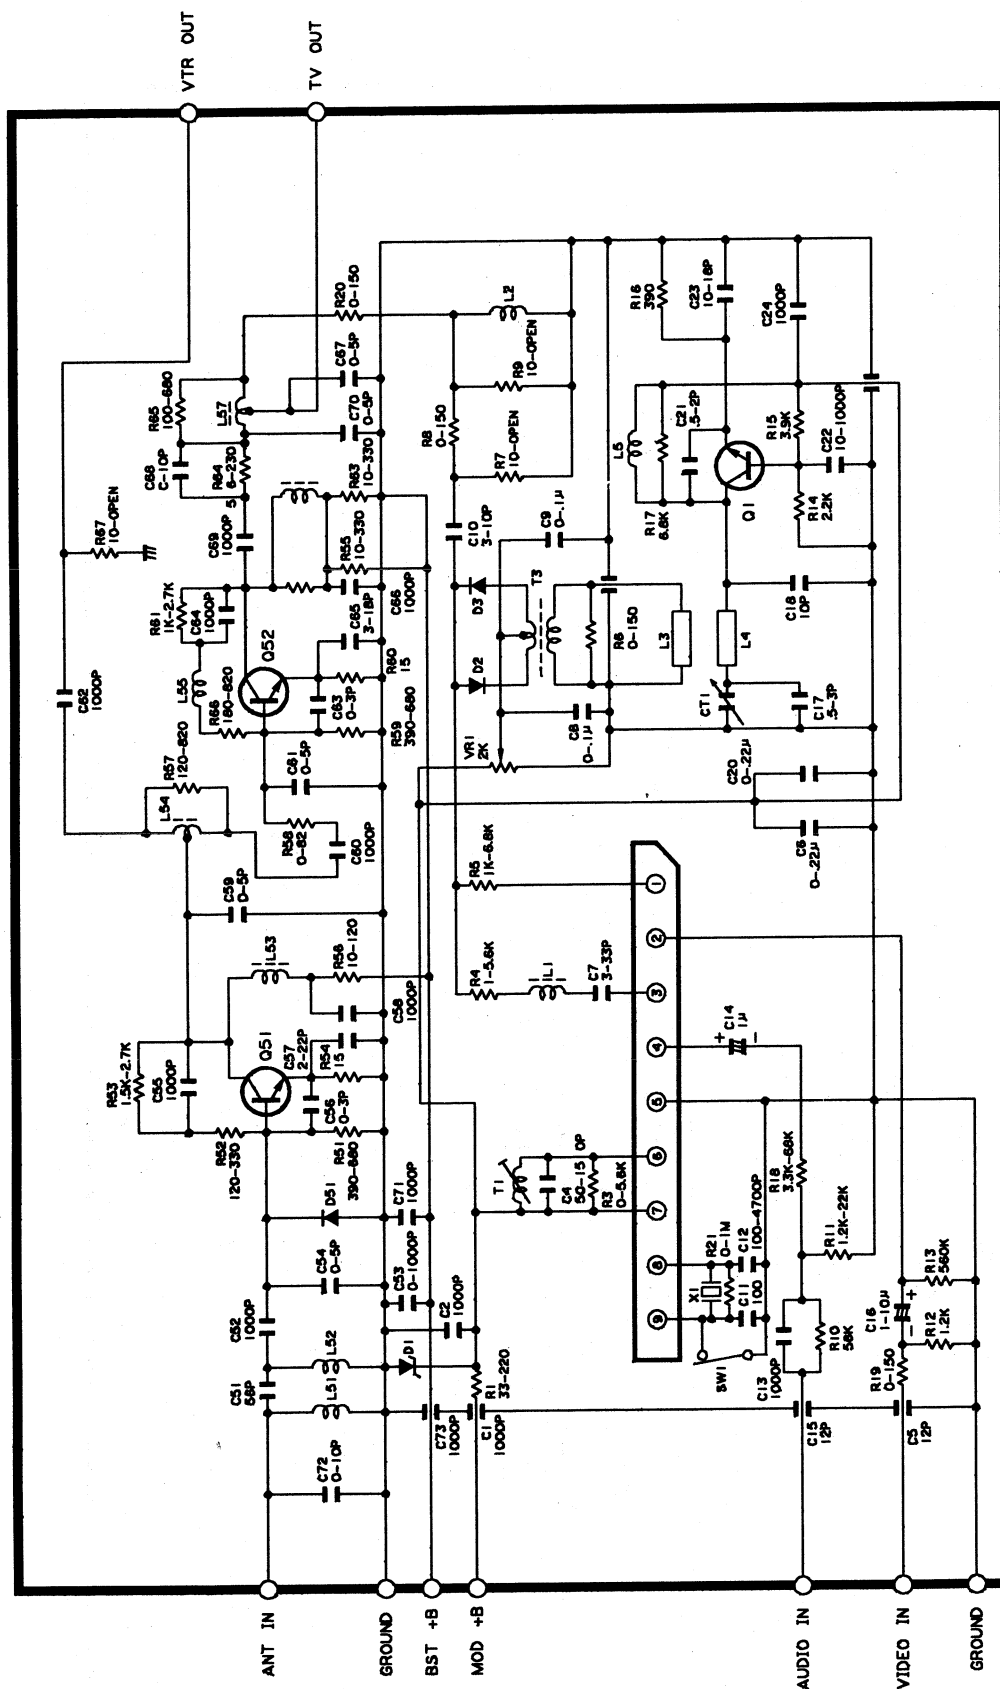 VTR OUT
TV OUT
ANT IN
GROUND
BST +B
MOD +B
AUDIO IN
VIDEO IN
GROUND
C62
1000P
R67
10-OPEN
R65
100-680
C68
C-10P
R64
6-230
5
L57
R20
0-150
C67
0-5P
C70
0-5P
R63
10-330
C69
1000P
R55
10-330
C66
1000P
C65
3-18P
R61
1K-2.7K
C64
1000P
Q52
L55
R66
180-820
R60
15
C63
0-3P
R59
390-680
R57
120-820
L54
C61
0-5P
R58
0-82
C60
1000P
C59
0-5P
L53
R56
10-120
C58
1000P
R53
1.5K-2.7K
C55
1000P
Q51
C57
2-22P
R54
15
C56
0-3P
R52
120-330
R51
390-680
D51
C71
1000P
C54
0-5P
C53
0-1000P
C52
1000P
C2
1000P
L52
D1
C51
56P
L51
R1
33-220
C73
1000P
C1
1000P
C72
0-10P
L2
R9
10-OPEN
R8
0-150
R7
10-OPEN
C10
3-10P
C9
0-.1μ
D3
T3
D2
R6
0-150
L3
C8
0-.1μ
VR1
2K
R16
390
C23
10-18P
C24
1000P
L5
C21
.5-2P
R15
3.9K
C22
10-1000P
R17
6.8K
Q1
R14
2.2K
C18
10P
L4
CT1
C17
.5-3P
C20
0-.22μ
C6
0-.22μ
R5
1K-6.8K
R4
1-5.6K
L1
C7
3-33P
1
2
3
4
5
6
7
8
9
C14
1μ
+
-
T1
C4
50-15 0P
R3
0-5.6K
R18
3.3K-68K
R11
1.2K-22K
R21
0-1M
C12
100-4700P
X1
C11
100
SW1
C13
1000P
R10
56K
R13
560K
C16
1-10μ
+
-
R12
1.2K
R19
0-150
C15
12P
C5
12P